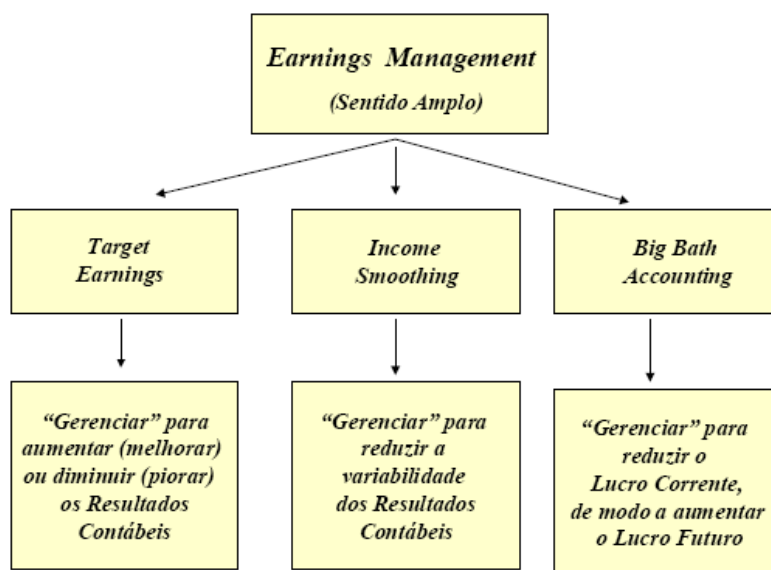 Earnings Management
(Sentido Amplo)
Target
Earnings
Income
Smoothing
Big Bath
Accounting
“Gerenciar” para
aumentar (melhorar)
ou diminuir (piorar)
os Resultados
Contábeis
“Gerenciar” para
reduzir a
variabilidade
dos Resultados
Contábeis
“Gerenciar” para
reduzir o
Lucro Corrente,
de modo a aumentar
o Lucro Futuro